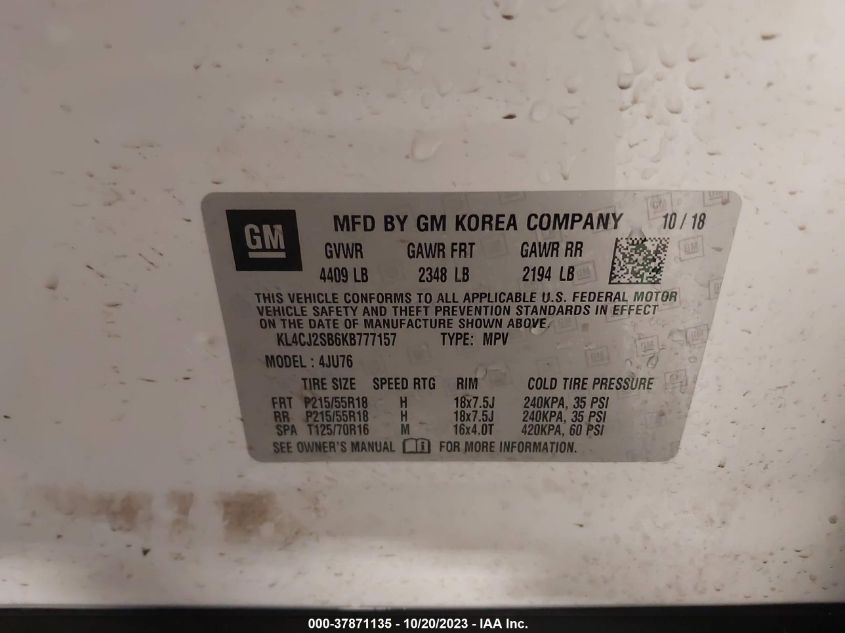 GM
MFD BY GM KOREA COMPANY 10 / 18
GVWR GAWR FRT GAWR RR
4409 LB 2348 LB 2194 LB
THIS VEHICLE CONFORMS TO ALL APPLICABLE U.S. FEDERAL MOTOR
VEHICLE SAFETY AND THEFT PREVENTION STANDARDS IN EFFECT
ON THE DATE OF MANUFACTURE SHOWN ABOVE.
KL4CJ2SB6KB777157 TYPE: MPV
MODEL : 4JU76
TIRE SIZE SPEED RTG RIM COLD TIRE PRESSURE
FRT P215/55R18 H 18x7.5J 240KPA, 35 PSI
RR P215/55R18 H 18x7.5J 240KPA, 35 PSI
SPA T125/70R16 M 16x4.0T 420KPA, 60 PSI
SEE OWNER'S MANUAL FOR MORE INFORMATION.
000-37871135 - 10/20/2023 - IAA Inc.